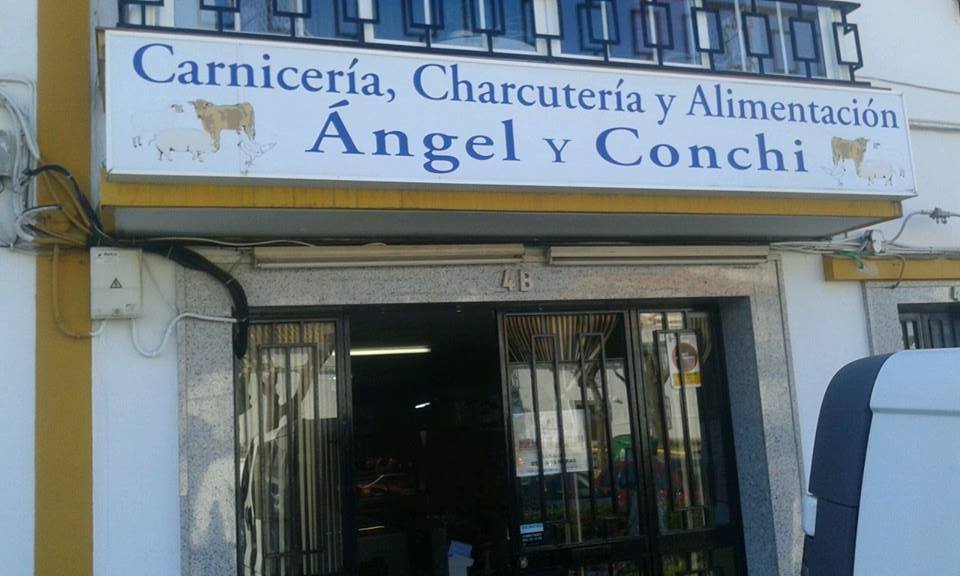 Carnicería, Charcutería y Alimentación
Ángel y Conchi
4B